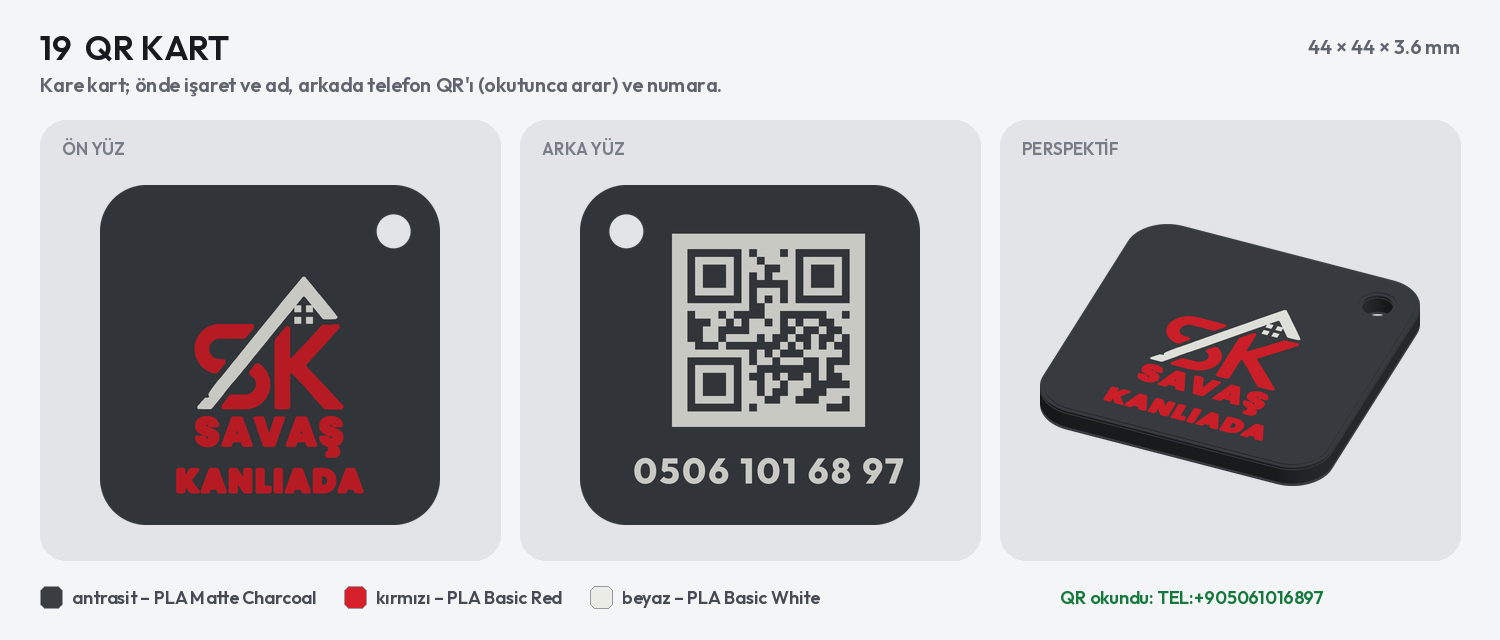 19 QR KART
44 × 44 × 3.6 mm
Kare kart; önde işaret ve ad, arkada telefon QR'ı (okutunca arar) ve numara.
ÖN YÜZ
ARKA YÜZ
PERSPEKTİF
SK
SAVAŞ
KANLIADA
0506 101 68 97
SK
SAVAŞ
KANLIADA
antrasit – PLA Matte Charcoal
kırmızı – PLA Basic Red
beyaz – PLA Basic White
QR okundu: TEL:+905061016897